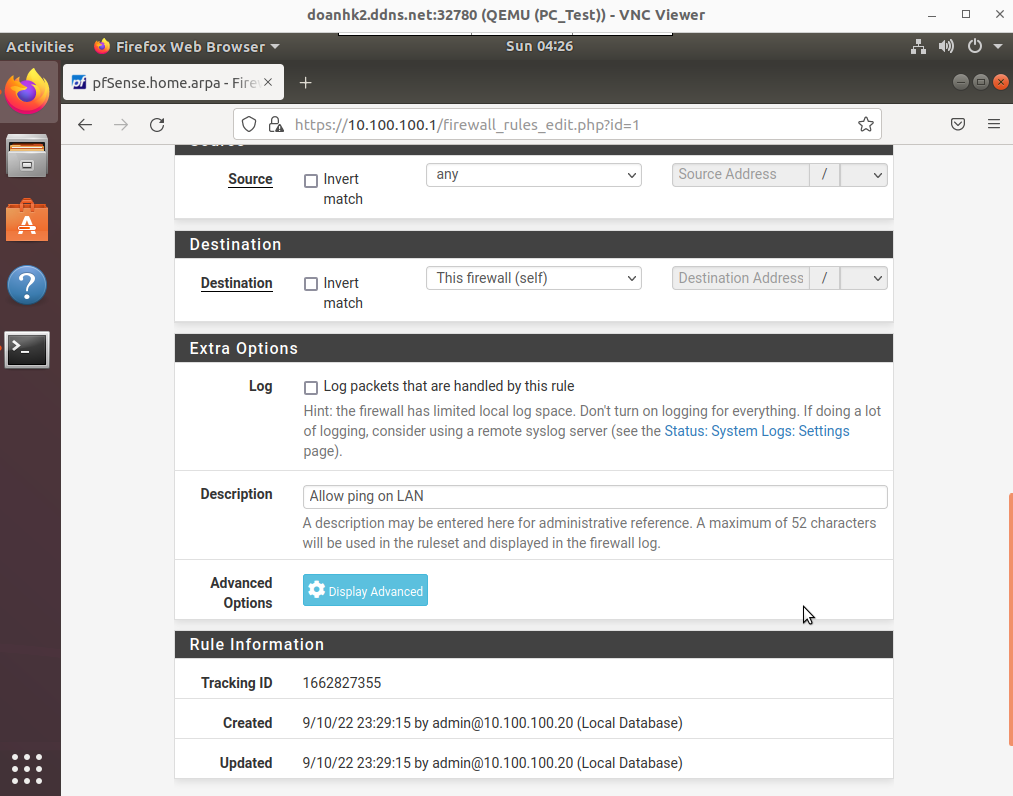 doanhk2.ddns.net:32780 (QEMU (PC_Test)) - VNC Viewer
Activities Firefox Web Browser Sun 04:26
pfSense.home.arpa - Fire
https://10.100.100.1/firewall_rules_edit.php?id=1
Source
Source Invert match any Source Address /
Destination
Destination Invert match This firewall (self) Destination Address /
Extra Options
Log Log packets that are handled by this rule
Hint: the firewall has limited local log space. Don't turn on logging for everything. If doing a lot
of logging, consider using a remote syslog server (see the Status: System Logs: Settings
page).
Description Allow ping on LAN
A description may be entered here for administrative reference. A maximum of 52 characters
will be used in the ruleset and displayed in the firewall log.
Advanced Options Display Advanced
Rule Information
Tracking ID 1662827355
Created 9/10/22 23:29:15 by admin@10.100.100.20 (Local Database)
Updated 9/10/22 23:29:15 by admin@10.100.100.20 (Local Database)